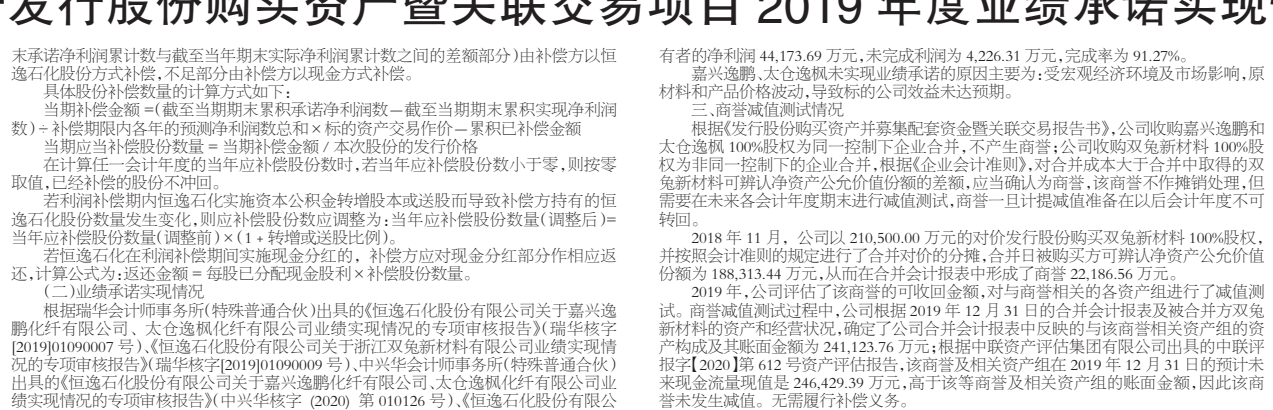 发行股份购买资产暨关联交易项目 2019 年度业绩承诺实现
末承诺净利润累计数与截至当年期末实际净利润累计数之间的差额部分)由补偿方以恒
逸石化股份方式补偿,不足部分由补偿方以现金方式补偿。
具体股份补偿数量的计算方式如下:
当期补偿金额=(截至当期期末累积承诺净利润数—截至当期期末累积实现净利润
数)÷补偿期限内各年的预测净利润数总和×标的资产交易作价—累积已补偿金额
当期应当补偿股份数量=当期补偿金额/本次股份的发行价格
在计算任一会计年度的当年应补偿股份数时,若当年应补偿股份数小于零,则按零
取值,已经补偿的股份不冲回。
若利润补偿期内恒逸石化实施资本公积金转增股本或送股而导致补偿方持有的恒
逸石化股份数量发生变化,则应补偿股份数应调整为:当年应补偿股份数量(调整后)=
当年应补偿股份数量(调整前)×(1+转增或送股比例)。
若恒逸石化在利润补偿期间实施现金分红的,补偿方应对现金分红部分作相应返
还,计算公式为:返还金额=每股已分配现金股利×补偿股份数量。
(二)业绩承诺实现情况
根据瑞华会计师事务所(特殊普通合伙)出具的《恒逸石化股份有限公司关于嘉兴逸
鹏化纤有限公司、太仓逸枫化纤有限公司业绩实现情况的专项审核报告》(瑞华核字
[2019]01090007号)、《恒逸石化股份有限公司关于浙江双兔新材料有限公司业绩实现情
况的专项审核报告》(瑞华核字[2019]01090009号)、中兴华会计师事务所(特殊普通合伙)
出具的《恒逸石化股份有限公司关于嘉兴逸鹏化纤有限公司、太仓逸枫化纤有限公司业
绩实现情况的专项审核报告》(中兴华核字 (2020) 第 010126 号)、《恒逸石化股份有限公
有者的净利润 44,173.69 万元,未完成利润为 4,226.31 万元,完成率为 91.27%。
嘉兴逸鹏、太仓逸枫未实现业绩承诺的原因主要为:受宏观经济环境及市场影响,原
材料和产品价格波动,导致标的公司效益未达预期。
三、商誉减值测试情况
根据《发行股份购买资产并募集配套资金暨关联交易报告书》,公司收购嘉兴逸鹏和
太仓逸枫 100%股权为同一控制下企业合并,不产生商誉;公司收购双兔新材料 100%股
权为非同一控制下的企业合并,根据《企业会计准则》,对合并成本大于合并中取得的双
兔新材料可辨认净资产公允价值份额的差额,应当确认为商誉,该商誉不作摊销处理,但
需要在未来各会计年度期末进行减值测试,商誉一旦计提减值准备在以后会计年度不可
转回。
2018 年 11 月,公司以 210,500.00 万元的对价发行股份购买双兔新材料 100%股权,
并按照会计准则的规定进行了合并对价的分摊,合并日被购买方可辨认净资产公允价值
份额为 188,313.44 万元,从而在合并会计报表中形成了商誉 22,186.56 万元。
2019 年,公司评估了该商誉的可收回金额,对与商誉相关的各资产组进行了减值测
试。商誉减值测试过程中,公司根据 2019 年 12 月 31 日的合并会计报表及被合并方双兔
新材料的资产和经营状况,确定了公司合并会计报表中反映的与该商誉相关资产组的资
产构成及其账面金额为 241,123.76 万元;根据中联资产评估集团有限公司出具的中联评
报字【2020】第 612 号资产评估报告,该商誉及相关资产组在 2019 年 12 月 31 日的预计未
来现金流量现值是 246,429.39 万元,高于该等商誉及相关资产组的账面金额,因此该商
誉未发生减值。无需履行补偿义务。